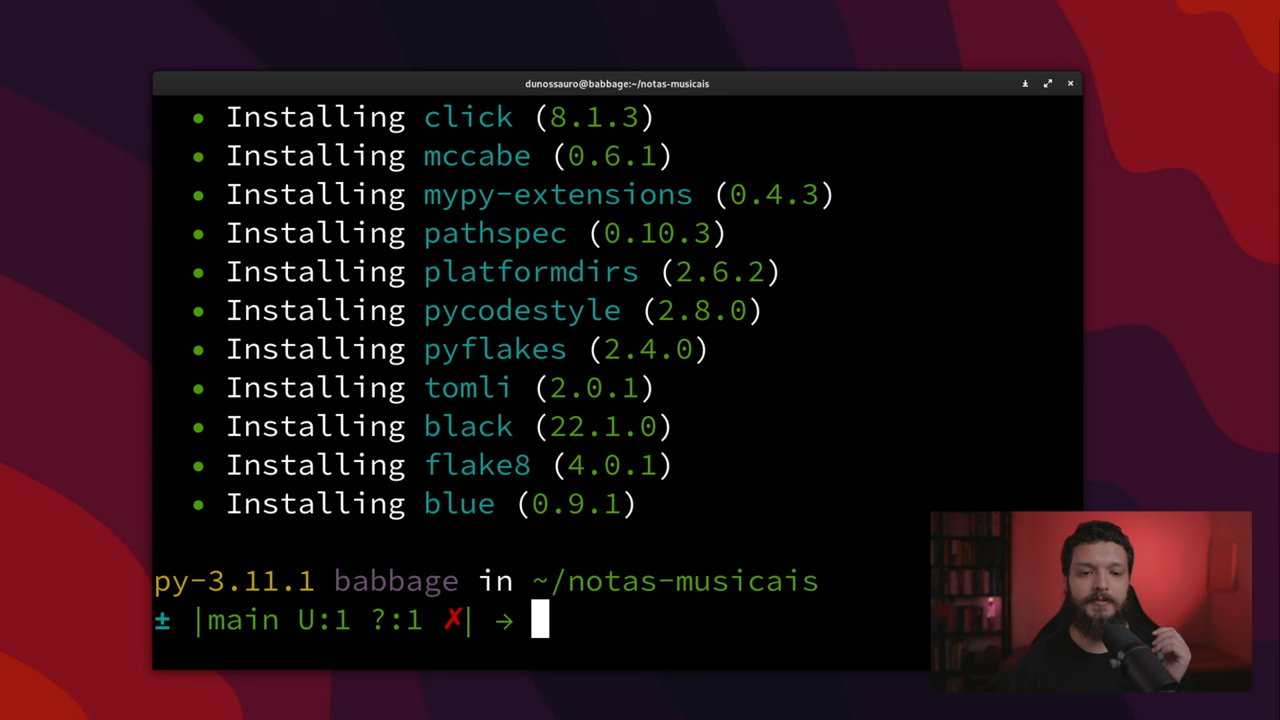 dunossauro@babbage:~/notas-musicais
• Installing click (8.1.3)
• Installing mccabe (0.6.1)
• Installing mypy-extensions (0.4.3)
• Installing pathspec (0.10.3)
• Installing platformdirs (2.6.2)
• Installing pycodestyle (2.8.0)
• Installing pyflakes (2.4.0)
• Installing tomli (2.0.1)
• Installing black (22.1.0)
• Installing flake8 (4.0.1)
• Installing blue (0.9.1)
py-3.11.1 babbage in ~/notas-musicais
± |main U:1 ?:1 ✗| →